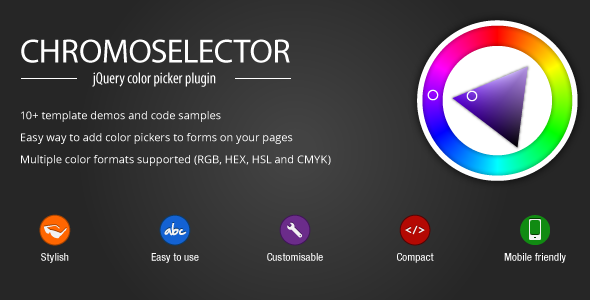 CHROMOSELECTOR
jQuery color picker plugin
10+ template demos and code samples
Easy way to add color pickers to forms on your pages
Multiple color formats supported (RGB, HEX, HSL and CMYK)
abc
</>
Stylish
Easy to use
Customisable
Compact
Mobile friendly